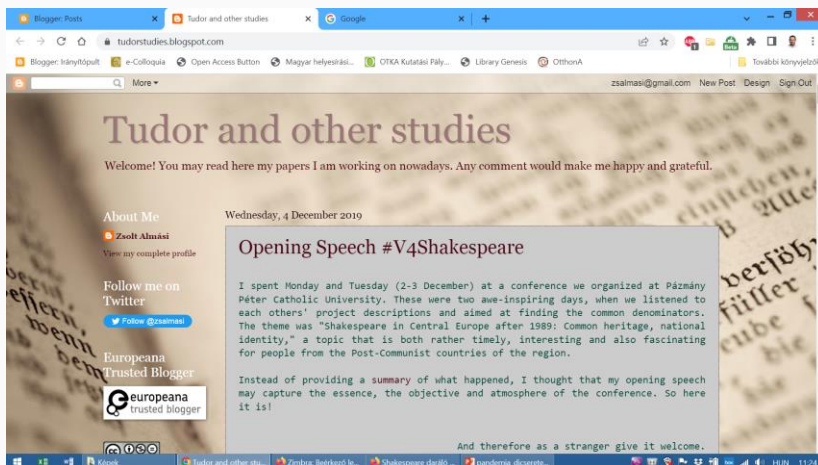 Blogger: Posts
Tudor and other studies
Google
tudorstudies.blogspot.com
Blogger: Irányítópult
e-Colloquia
Open Access Button
Magyar helyesírási...
OTKA Kutatási Pály...
Library Genesis
OtthonA
További könyvjelzők
More
zsalmasi@gmail.com
New Post
Design
Sign Out
Tudor and other studies
Welcome! You may read here my papers I am working on nowadays. Any comment would make me happy and grateful.
About Me
Zsolt Almási
View my complete profile
Follow me on
Twitter
Follow @zsalmasi
Europeana
Trusted Blogger
europeana
trusted blogger
Wednesday, 4 December 2019
Opening Speech #V4Shakespeare
I spent Monday and Tuesday (2-3 December) at a conference we organized at Pázmány
Péter Catholic University. These were two awe-inspiring days, when we listened to
each others' project descriptions and aimed at finding the common denominators.
The theme was "Shakespeare in Central Europe after 1989: Common heritage, national
identity," a topic that is both rather timely, interesting and also fascinating
for people from the Post-Communist countries of the region.
Instead of providing a summary of what happened, I thought that my opening speech
may capture the essence, the objective and atmosphere of the conference. So here
it is!
And therefore as a stranger give it welcome.
Képek
Tudor and other stu...
Zimbra: Beérkező le...
Shakespeare daráló ...
pandemia_dicserete...
HUN
11:24